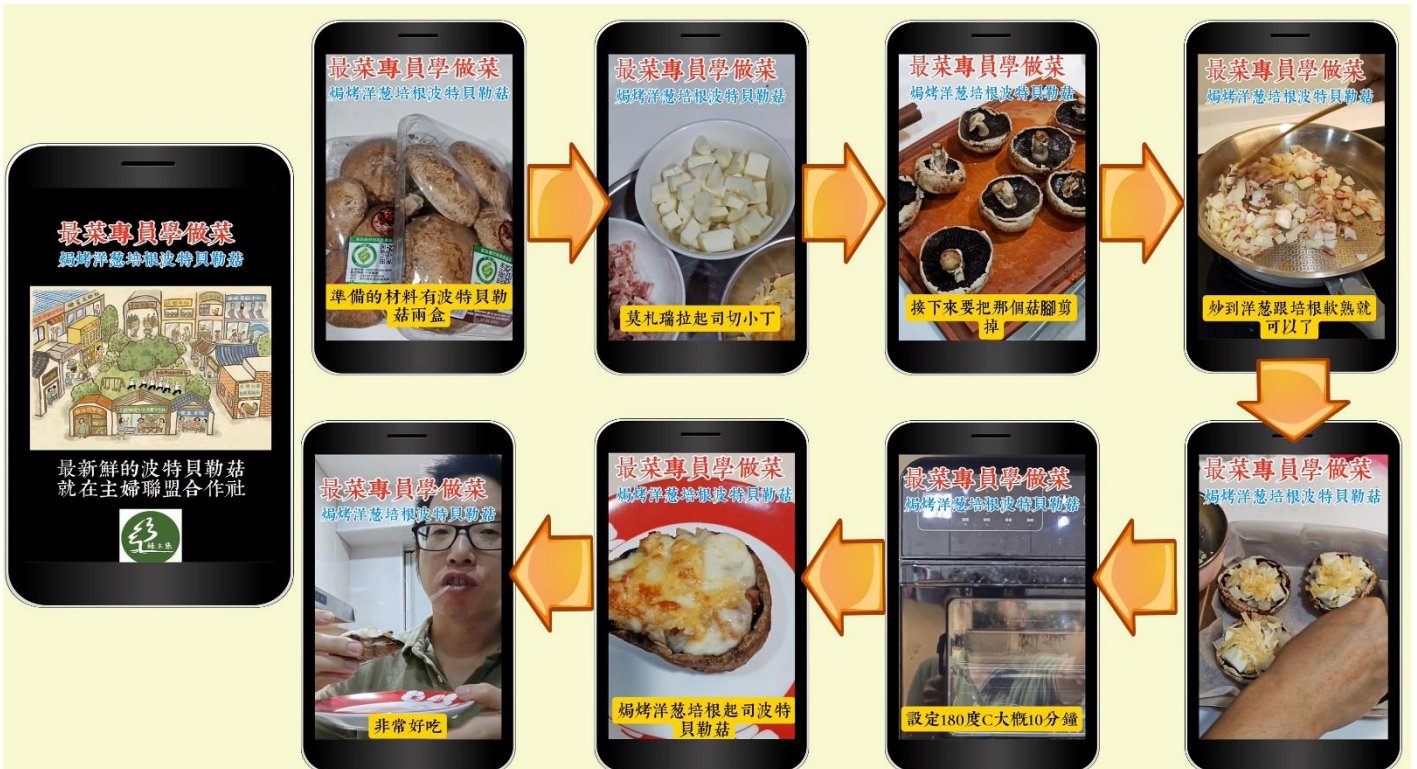 最菜專員學做菜
焗烤洋蔥培根波特貝勒菇
最新鮮的波特貝勒菇
就在主婦聯盟合作社
綠主張
最菜專員學做菜
焗烤洋蔥培根波特貝勒菇
準備的材料有波特貝勒
菇兩盒
最菜專員學做菜
焗烤洋蔥培根波特貝勒菇
莫札瑞拉起司切小丁
最菜專員學做菜
焗烤洋蔥培根波特貝勒菇
接下來要把那個菇腳剪
掉
最菜專員學做菜
焗烤洋蔥培根波特貝勒菇
炒到洋蔥跟培根軟熟就
可以了
最菜專員學做菜
焗烤洋蔥培根波特貝勒菇
最菜專員學做菜
焗烤洋蔥培根波特貝勒菇
設定180度C大概10分鐘
最菜專員學做菜
焗烤洋蔥培根波特貝勒菇
焗烤洋蔥培根起司波特
貝勒菇
最菜專員學做菜
焗烤洋蔥培根波特貝勒菇
非常好吃